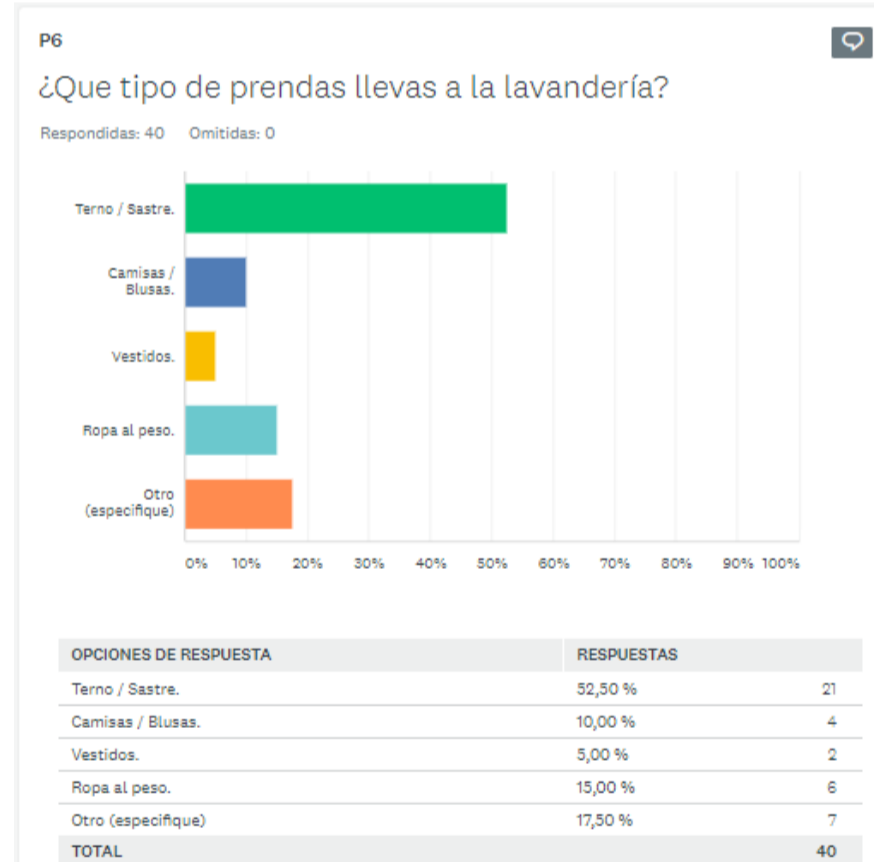 P6
¿Que tipo de prendas llevas a la lavandería?
Respondidas: 40 Omitidas: 0
Terno / Sastre.
Camisas /
Blusas.
Vestidos.
Ropa al peso.
Otro
(especifique)
0% 10% 20% 30% 40% 50% 60% 70% 80% 90% 100%
OPCIONES DE RESPUESTA RESPUESTAS
Terno / Sastre. 52,50 % 21
Camisas / Blusas. 10,00 % 4
Vestidos. 5,00 % 2
Ropa al peso. 15,00 % 6
Otro (especifique) 17,50 % 7
TOTAL 40